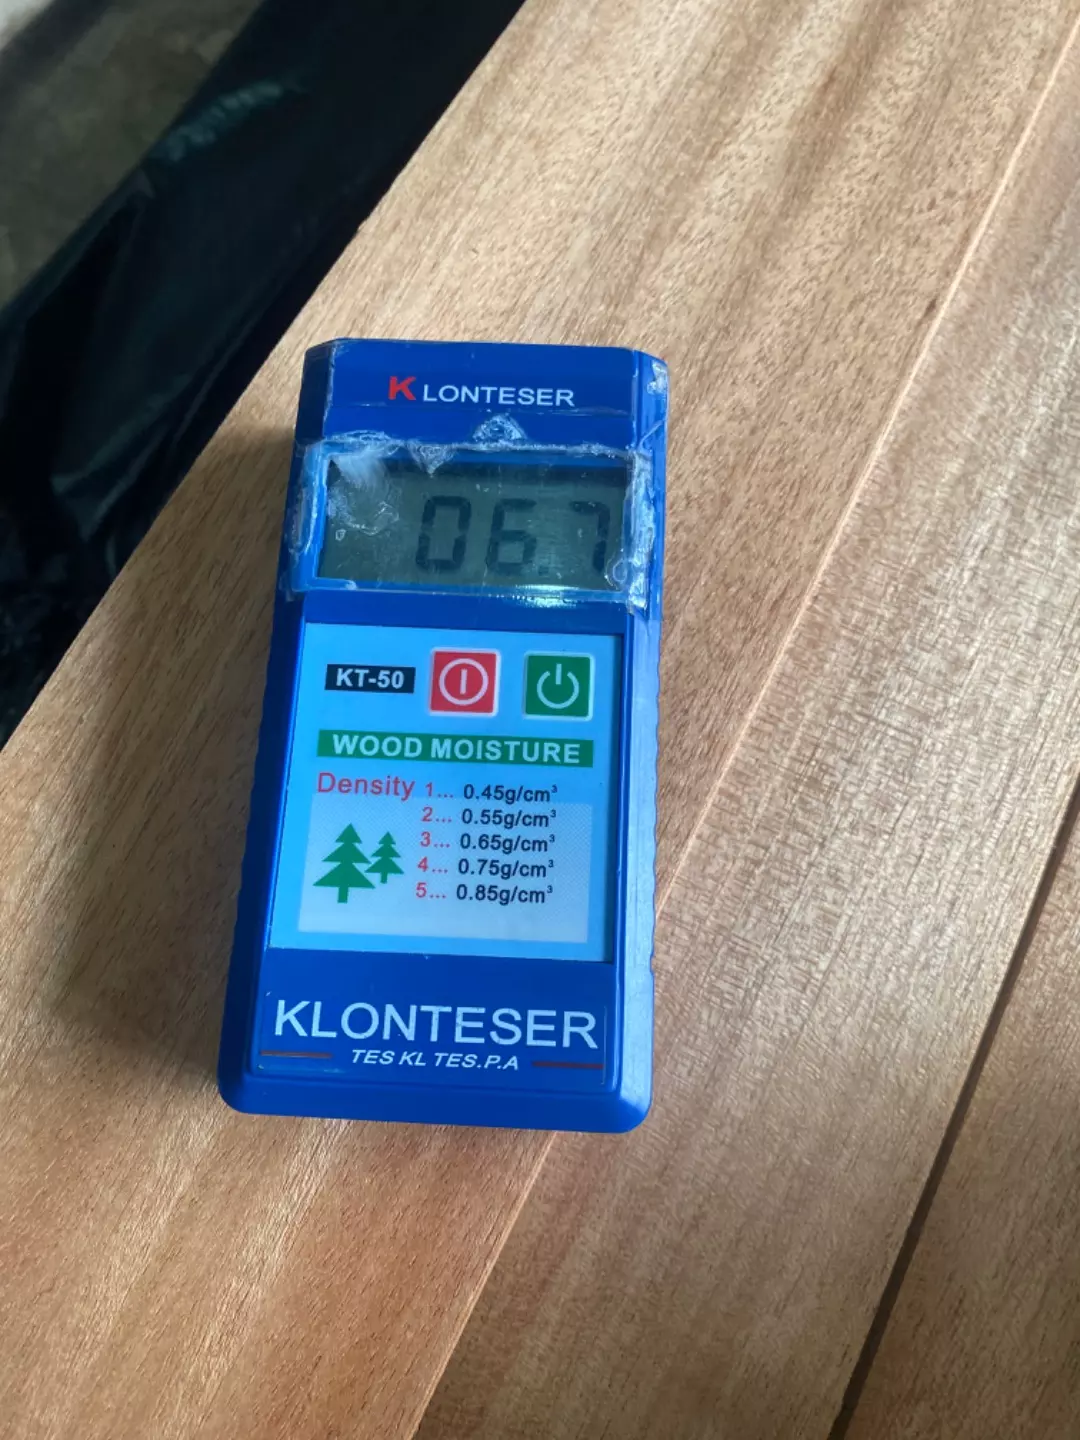 KLONTESER
06.7
KT-50
WOOD MOISTURE
Density 1... 0.45g/cm³
2... 0.55g/cm³
3... 0.65g/cm³
4... 0.75g/cm³
5... 0.85g/cm³
KLONTESER
TES KL TES.P.A